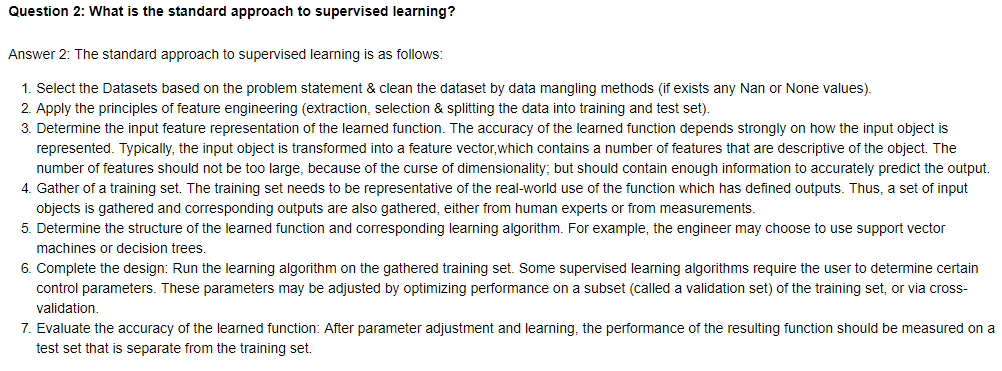 Question 2: What is the standard approach to supervised learning?
Answer 2: The standard approach to supervised learning is as follows:
1. Select the Datasets based on the problem statement & clean the dataset by data mangling methods (if exists any Nan or None values).
2. Apply the principles of feature engineering (extraction, selection & splitting the data into training and test set).
3. Determine the input feature representation of the learned function. The accuracy of the learned function depends strongly on how the input object is
represented. Typically, the input object is transformed into a feature vector,which contains a number of features that are descriptive of the object. The
number of features should not be too large, because of the curse of dimensionality; but should contain enough information to accurately predict the output.
4. Gather of a training set. The training set needs to be representative of the real-world use of the function which has defined outputs. Thus, a set of input
objects is gathered and corresponding outputs are also gathered, either from human experts or from measurements.
5. Determine the structure of the learned function and corresponding learning algorithm. For example, the engineer may choose to use support vector
machines or decision trees.
6. Complete the design: Run the learning algorithm on the gathered training set. Some supervised learning algorithms require the user to determine certain
control parameters. These parameters may be adjusted by optimizing performance on a subset (called a validation set) of the training set, or via cross-
validation.
7. Evaluate the accuracy of the learned function: After parameter adjustment and learning, the performance of the resulting function should be measured on a
test set that is separate from the training set.